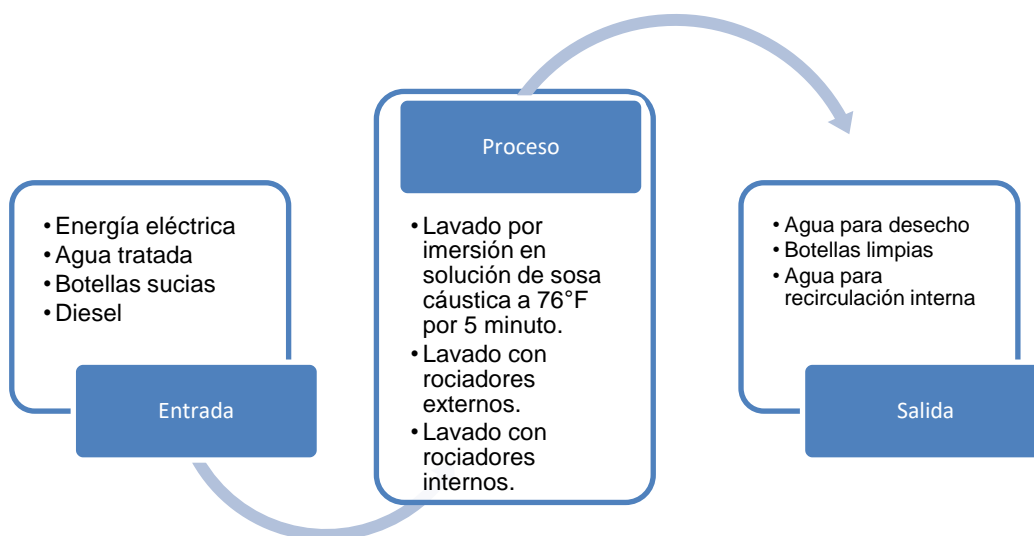 • Energía eléctrica
• Agua tratada
• Botellas sucias
• Diesel
Entrada
Proceso
• Lavado por
imersión en
solución de sosa
cáustica a 76°F
por 5 minuto.
• Lavado con
rociadores
externos.
• Lavado con
rociadores
internos.
• Agua para desecho
• Botellas limpias
• Agua para
recirculación interna
Salida